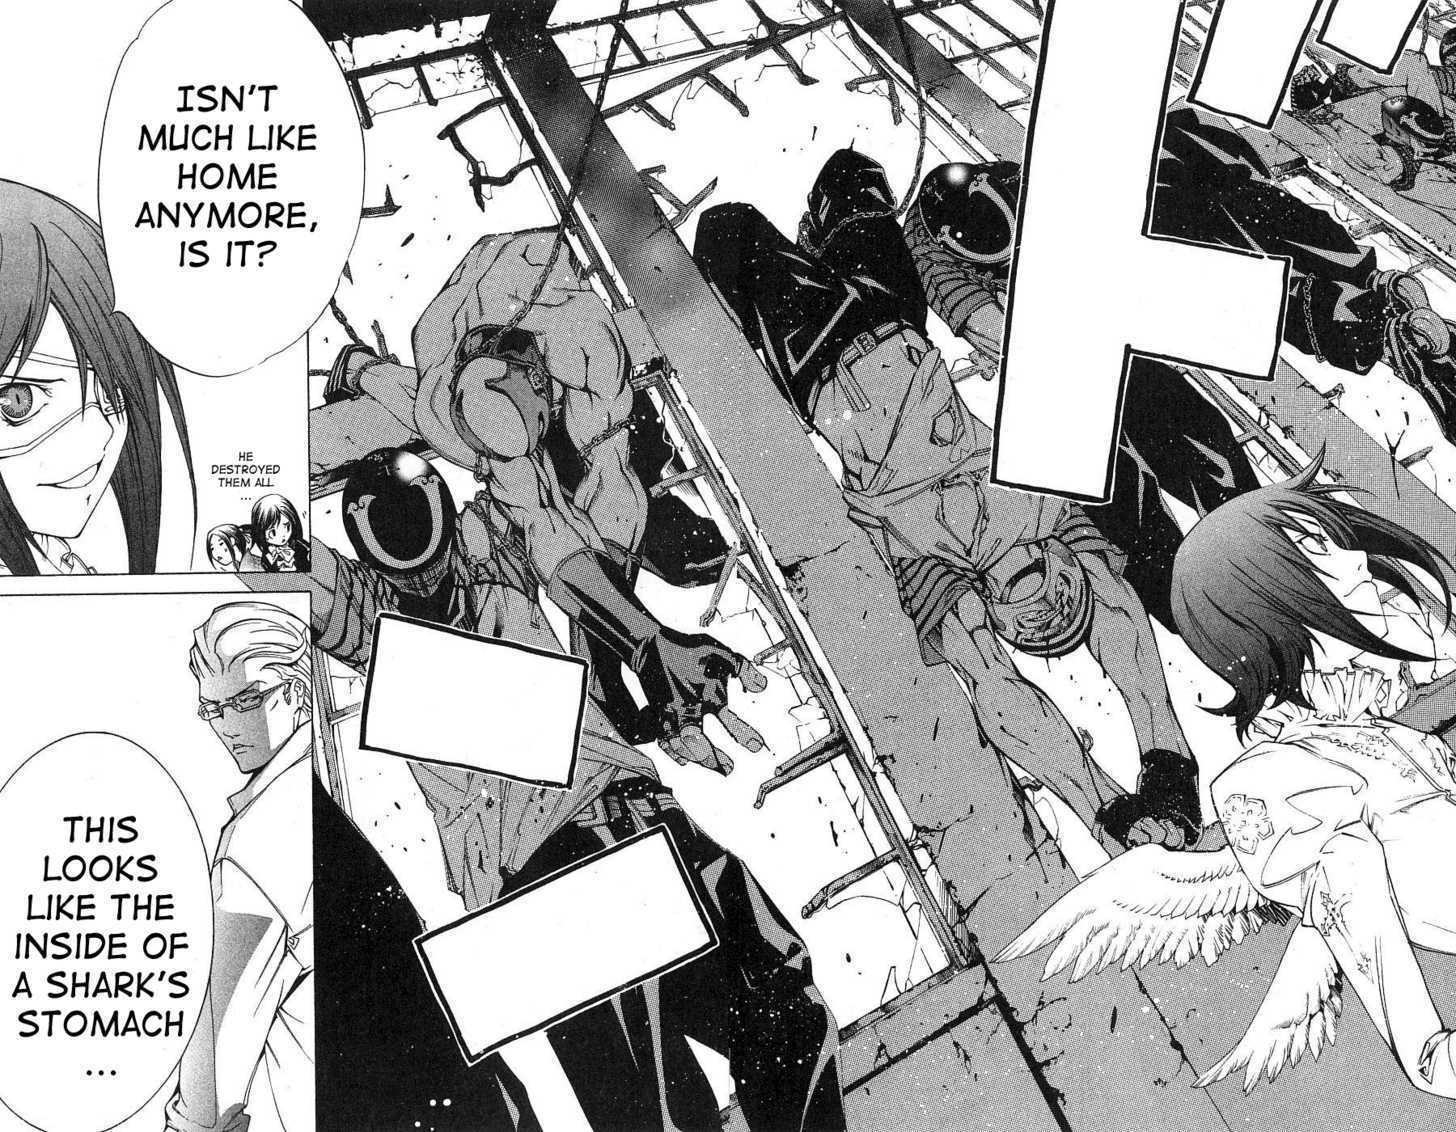 ISN'T
MUCH LIKE
HOME
ANYMORE,
IS IT?
HE
DESTROYED
THEM ALL
...
THIS
LOOKS
LIKE THE
INSIDE OF
A SHARK'S
STOMACH
...